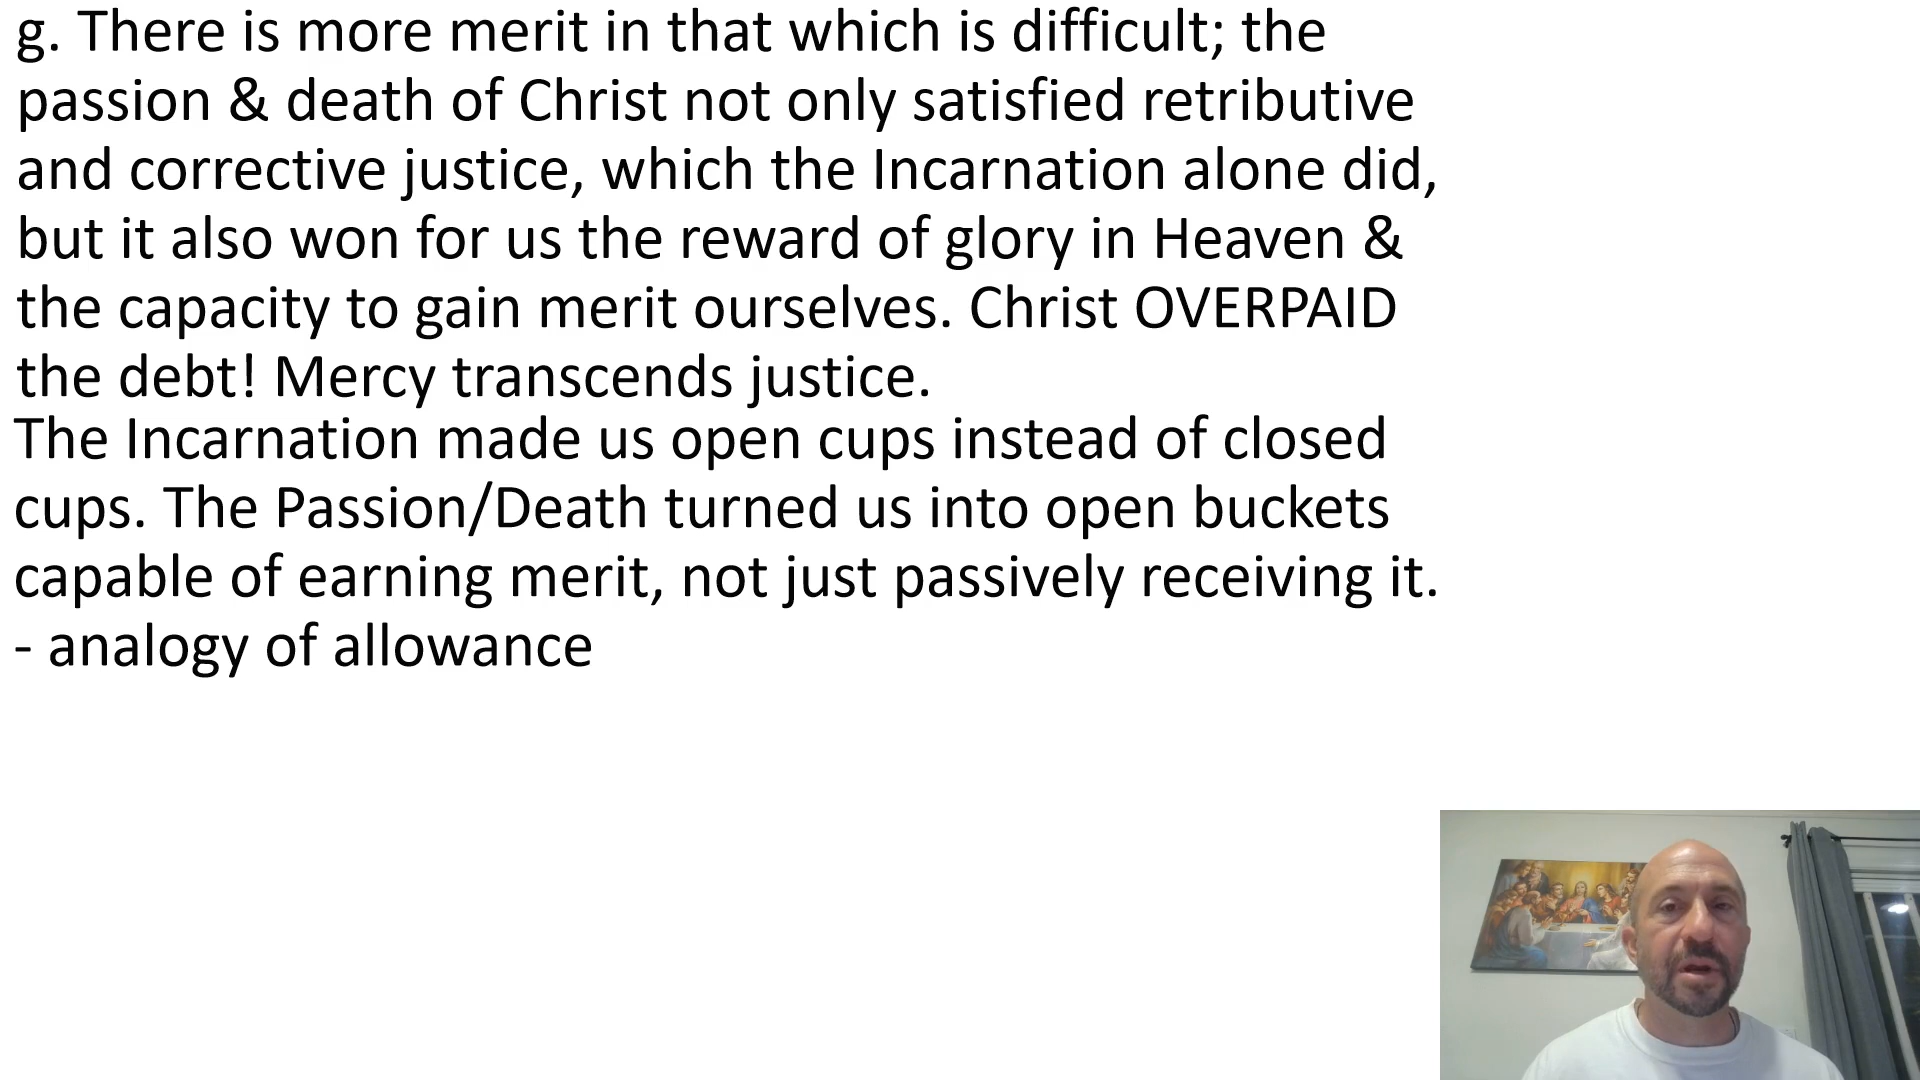 g. There is more merit in that which is difficult; the
passion & death of Christ not only satisfied retributive
and corrective justice, which the Incarnation alone did,
but it also won for us the reward of glory in Heaven &
the capacity to gain merit ourselves. Christ OVERPAID
the debt! Mercy transcends justice.
The Incarnation made us open cups instead of closed
cups. The Passion/Death turned us into open buckets
capable of earning merit, not just passively receiving it.
- analogy of allowance